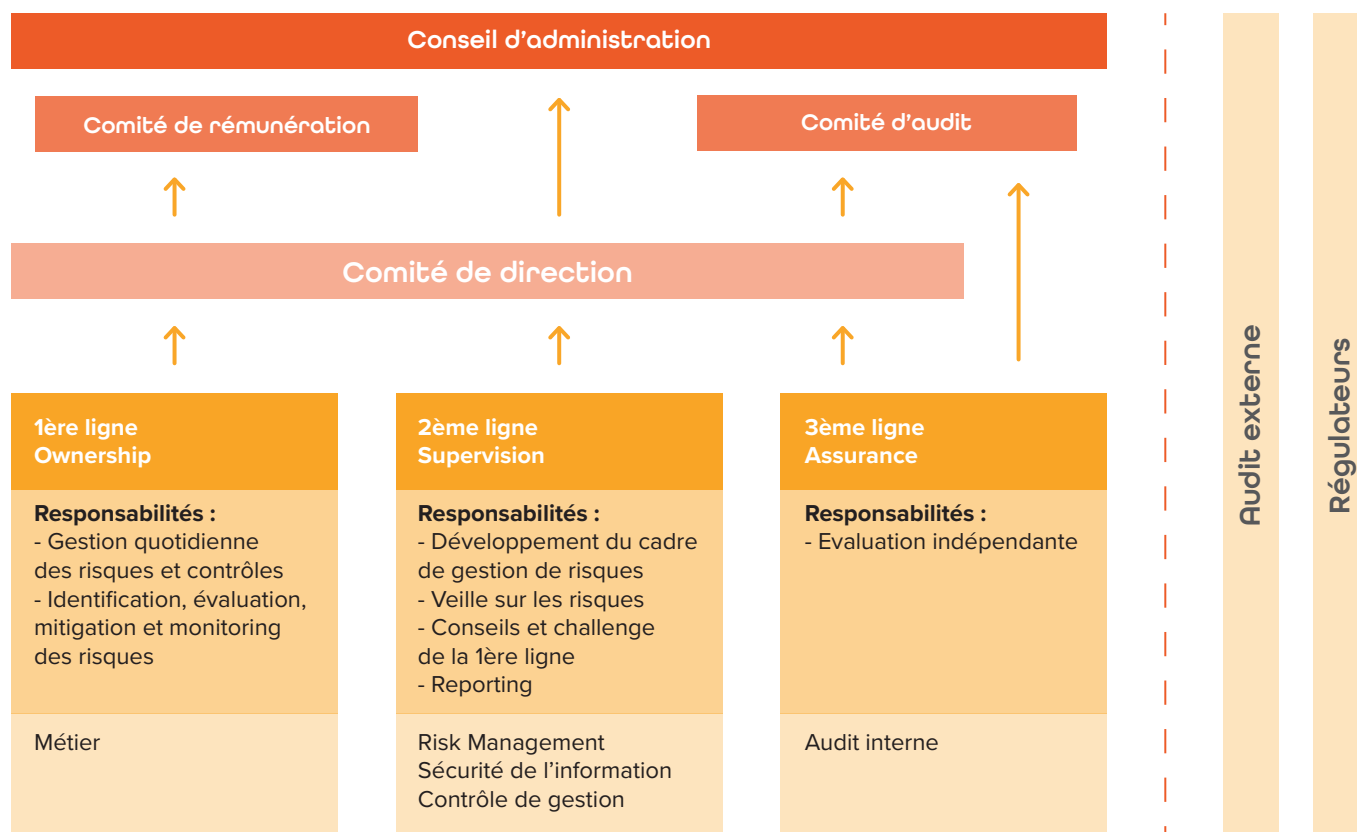 Conseil d’administration
Comité de rémunération
Comité d’audit
Comité de direction
1ère ligne
Ownership
Responsabilités :
- Gestion quotidienne
des risques et contrôles
- Identification, évaluation,
mitigation et monitoring
des risques
Métier
2ème ligne
Supervision
Responsabilités :
- Développement du cadre
de gestion de risques
- Veille sur les risques
- Conseils et challenge
de la 1ère ligne
- Reporting
Risk Management
Sécurité de l’information
Contrôle de gestion
3ème ligne
Assurance
Responsabilités :
- Evaluation indépendante
Audit interne
Audit externe
Régulateurs